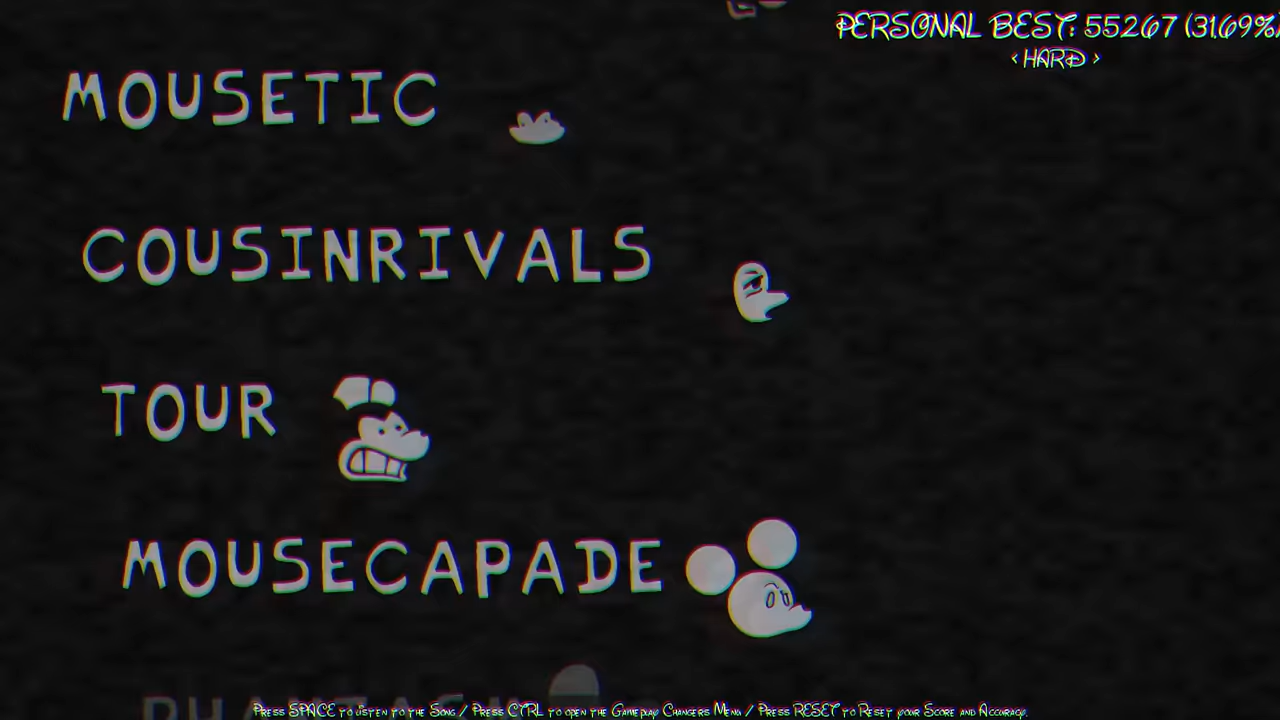 PERSONAL BEST: 55267 (31.69%)
< HARD >
MOUSETIC
COUSINRIVALS
TOUR
MOUSECAPADE
PHANTASM
Press SPACE to listen to the Song / Press CTRL to open the Gameplay Changers Menu / Press RESET to Reset your Score and Accuracy.